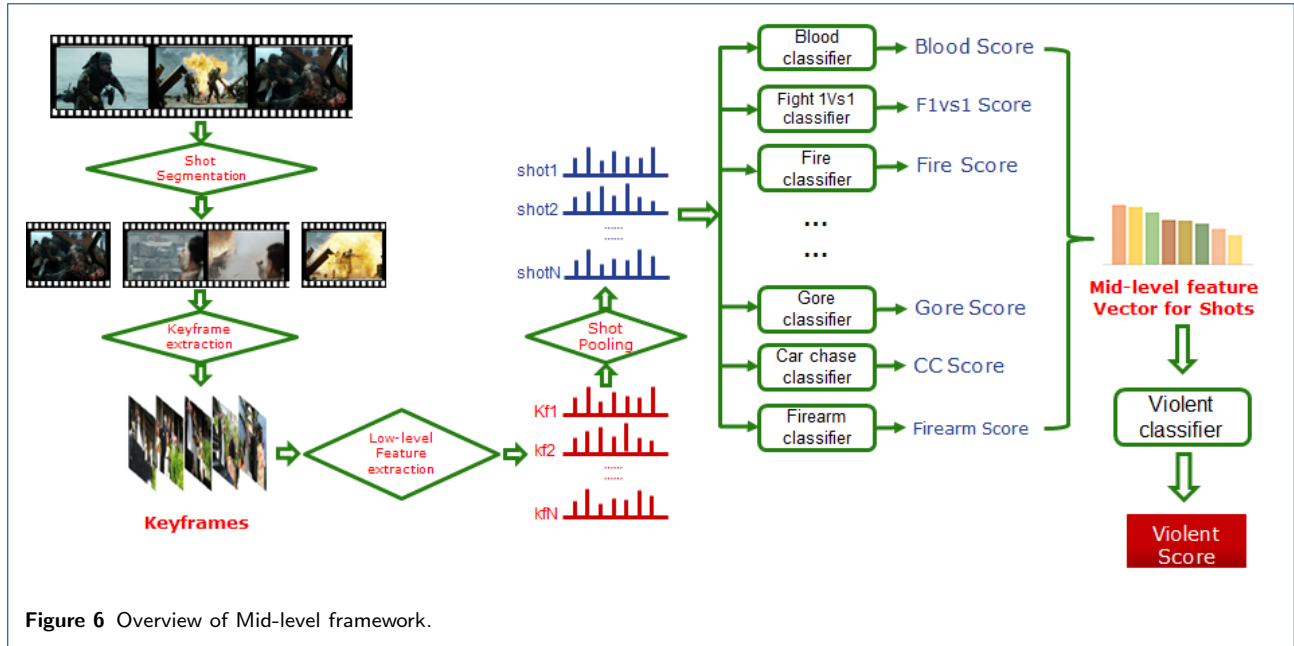 Shot
Segmentation
Keyframe
extraction
Keyframes
Low-level
Feature
extraction
Kf1
kf2
......
......
kfN
Shot
Pooling
shot1
shot2
......
......
shotN
Blood
classifier
Blood Score
Fight 1Vs1
classifier
F1vs1 Score
Fire
classifier
Fire Score
...
...
Gore
classifier
Gore Score
Car chase
classifier
CC Score
Firearm
classifier
Firearm Score
Mid-level feature
Vector for Shots
Violent
classifier
Violent
Score
Figure 6 Overview of Mid-level framework.